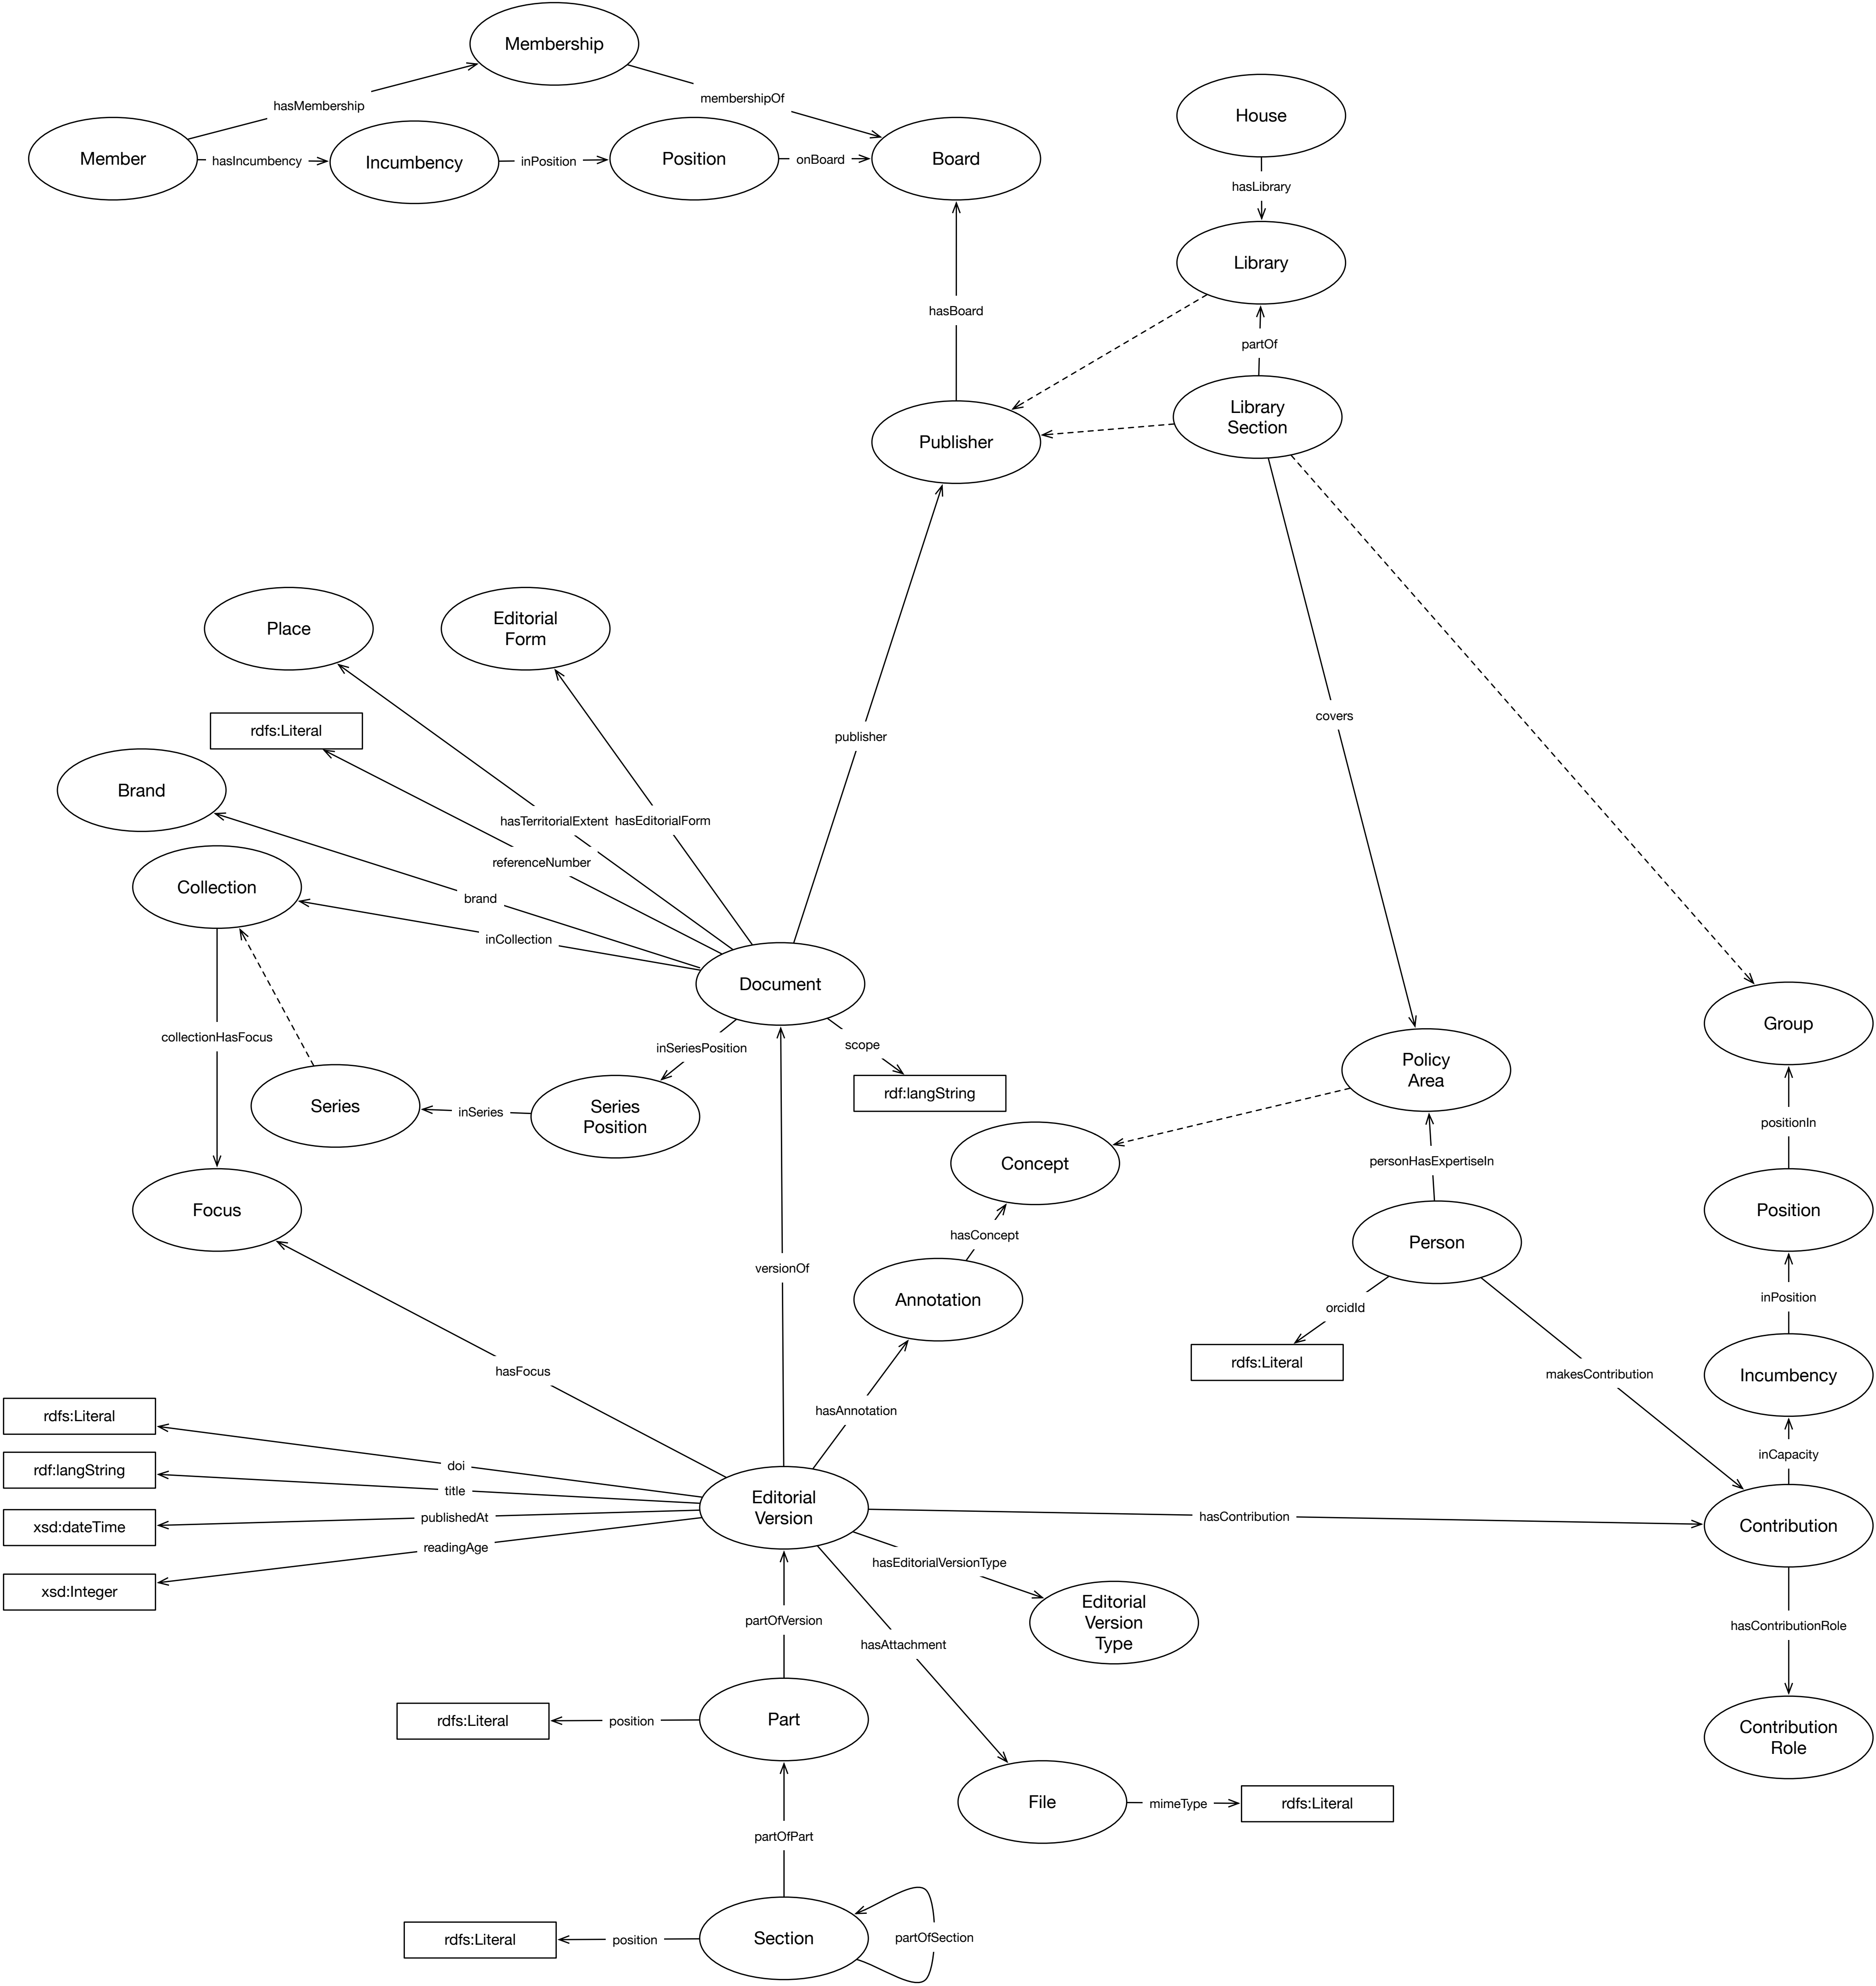 Membership
hasMembership
membershipOf
House
Member
hasIncumbency
Incumbency
inPosition
Position
onBoard
Board
hasLibrary
Library
hasBoard
partOf
Library
Section
Publisher
Place
Editorial
Form
rdfs:Literal
publisher
covers
Brand
hasTerritorialExtent
hasEditorialForm
referenceNumber
Collection
brand
inCollection
Document
collectionHasFocus
inSeriesPosition
scope
Group
Policy
Area
rdf:langString
Series
inSeries
Series
Position
positionIn
Concept
personHasExpertiseIn
Focus
Position
hasConcept
Person
versionOf
Annotation
inPosition
orcidId
rdfs:Literal
hasFocus
makesContribution
Incumbency
rdfs:Literal
hasAnnotation
inCapacity
doi
rdf:langString
title
Editorial
Version
publishedAt
hasContribution
Contribution
xsd:dateTime
readingAge
hasEditorialVersionType
xsd:Integer
Editorial
Version
Type
partOfVersion
hasAttachment
hasContributionRole
rdfs:Literal
position
Part
Contribution
Role
File
mimeType
rdfs:Literal
partOfPart
rdfs:Literal
position
Section
partOfSection